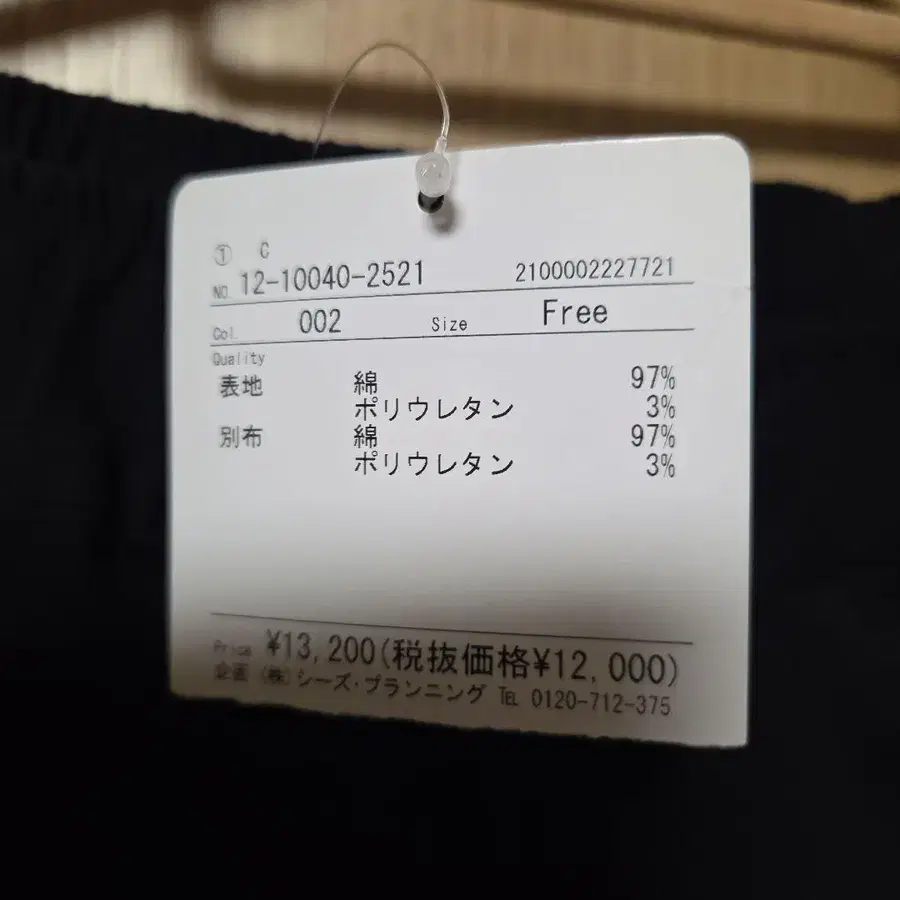 ① C
NO. 12-10040-2521 2100002227721
Col. 002 Size Free
Quality
表地 綿 97%
ポリウレタン 3%
別布 綿 97%
ポリウレタン 3%
Price ¥13,200(税抜価格¥12,000)
企画 (株)シーズ・プランニング TEL 0120-712-375